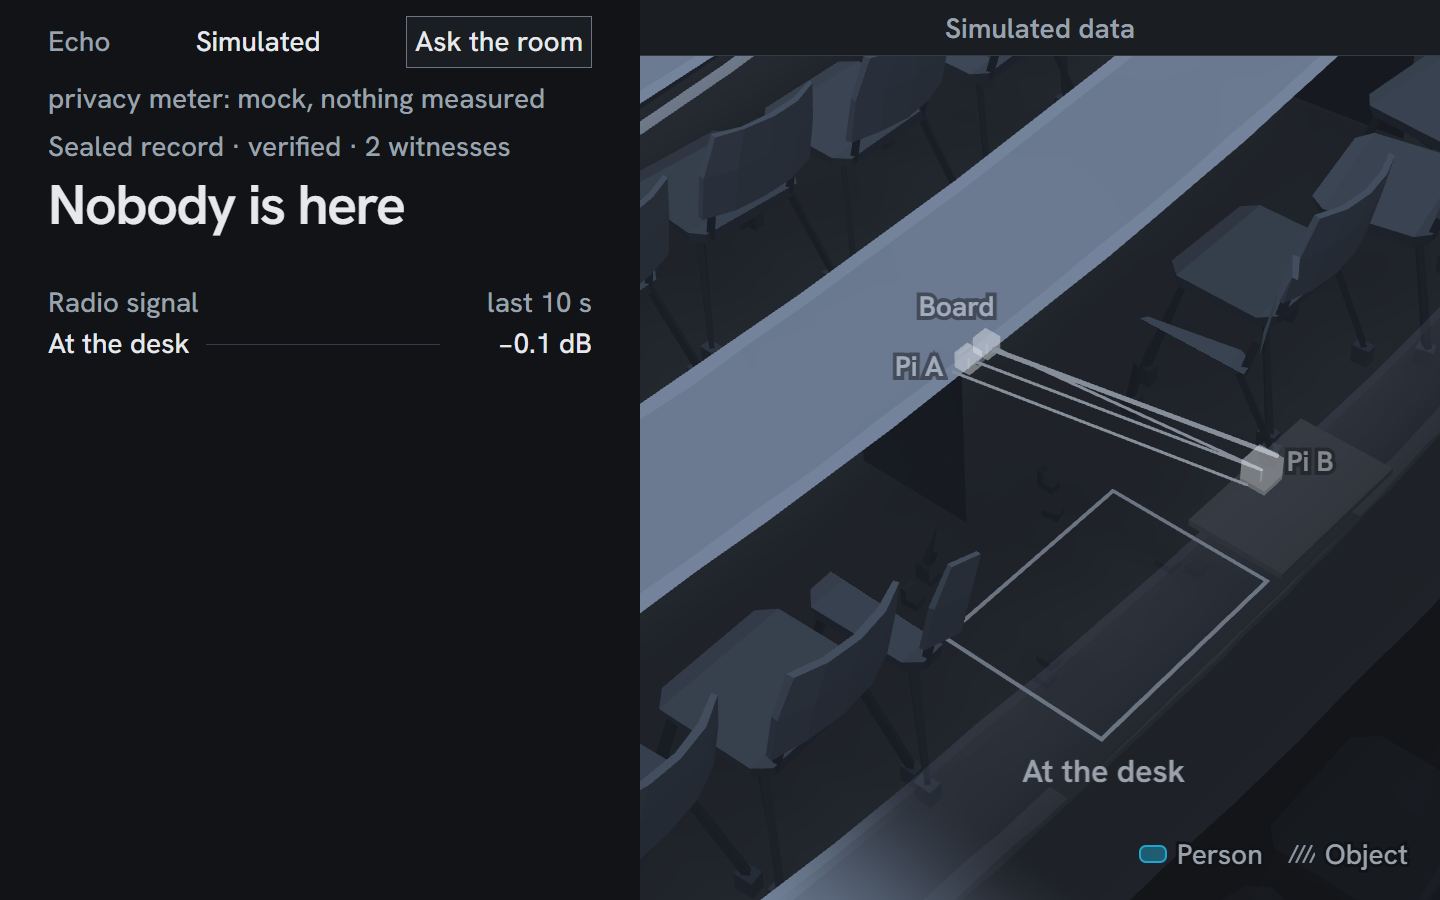 Echo
Simulated
Ask the room
privacy meter: mock, nothing measured
Sealed record · verified · 2 witnesses
Nobody is here
Radio signal
last 10 s
At the desk
−0.1 dB
Simulated data
Board
Pi A
Pi B
At the desk
Person
Object